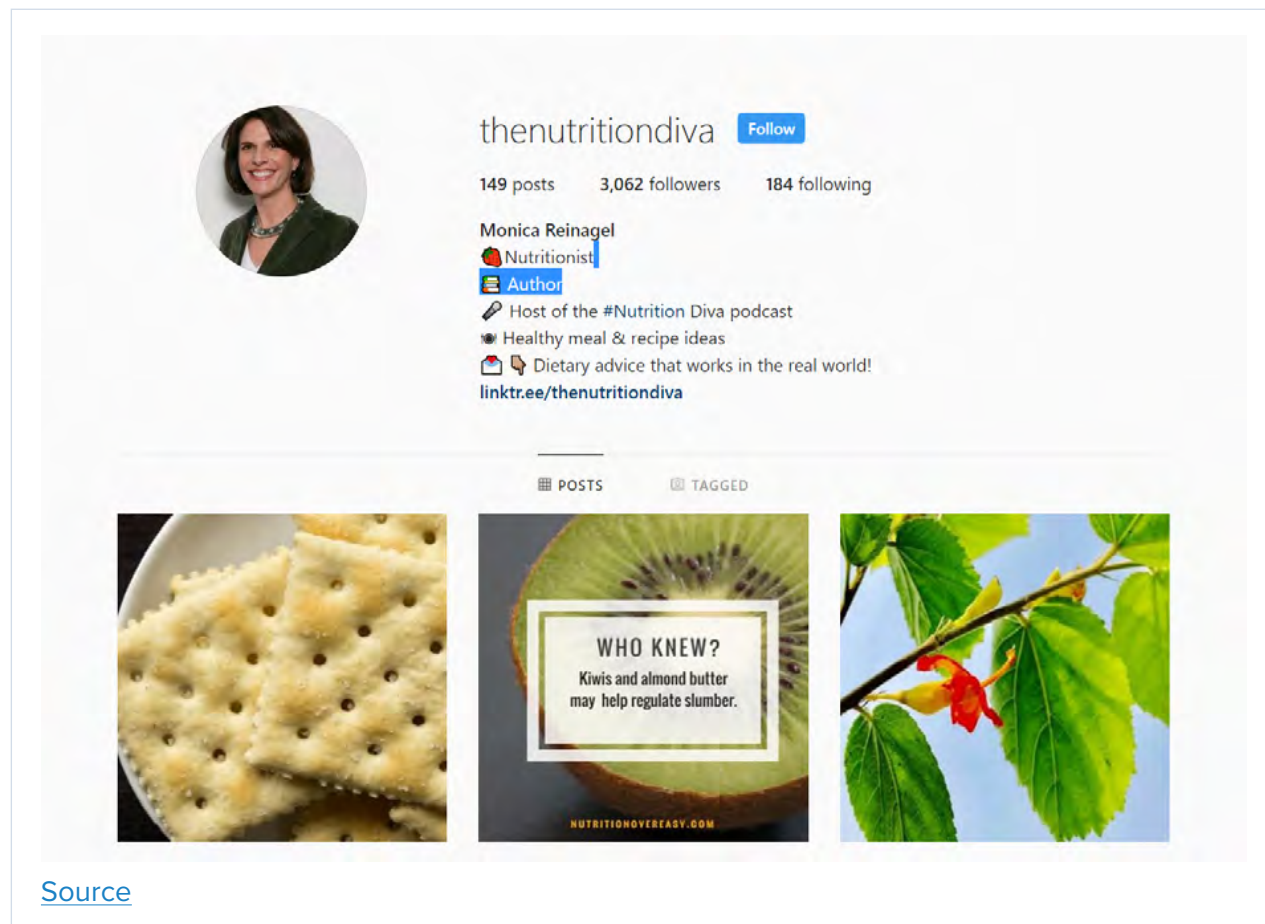 thenutritiondiva Follow
149 posts 3,062 followers 184 following
Monica Reinagel
🍓Nutritionist
📚 Author
🎤 Host of the #Nutrition Diva podcast
🍽 Healthy meal & recipe ideas
📩 👇🏽 Dietary advice that works in the real world!
linktr.ee/thenutritiondiva
POSTS TAGGED
WHO KNEW?
Kiwis and almond butter
may help regulate slumber.
NUTRITIONOVEREASY.COM
Source